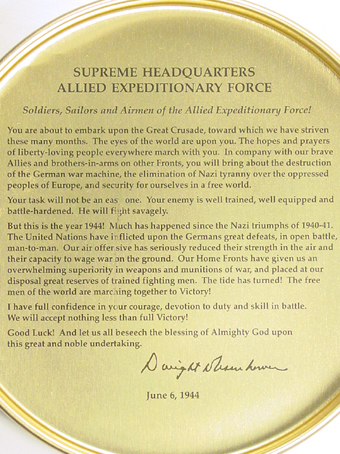 SUPREME HEADQUARTERS
ALLIED EXPEDITIONARY FORCE
Soldiers, Sailors and Airmen of the Allied Expeditionary Force!
You are about to embark upon the Great Crusade, toward which we have striven
these many months. The eyes of the world are upon you. The hopes and prayers
of liberty-loving people everywhere march with you. In company with our brave
Allies and brothers-in-arms on other Fronts, you will bring about the destruction
of the German war machine, the elimination of Nazi tyranny over the oppressed
peoples of Europe, and security for ourselves in a free world.
Your task will not be an eas one. Your enemy is well trained, well equipped and
battle-hardened. He will fight savagely.
But this is the year 1944! Much has happened since the Nazi triumphs of 1940-41.
The United Nations have inflicted upon the Germans great defeats, in open battle,
man-to-man. Our air offensive has seriously reduced their strength in the air and
their capacity to wage war on the ground. Our Home Fronts have given us an
overwhelming superiority in weapons and munitions of war, and placed at our
disposal great reserves of trained fighting men. The tide has turned! The free
men of the world are marching together to Victory!
I have full confidence in your courage, devotion to duty and skill in battle.
We will accept nothing less than full Victory!
Good Luck! And let us all beseech the blessing of Almighty God upon
this great and noble undertaking.
Dwight D Eisenhower
June 6, 1944